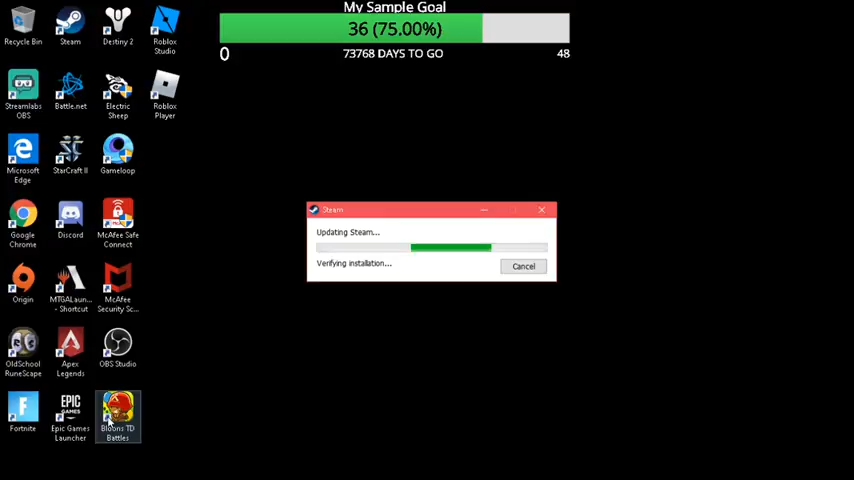 My Sample Goal
36 (75.00%)
0
73768 DAYS TO GO
48
Recycle Bin
Steam
Destiny 2
Roblox
Studio
Streamlabs
OBS
Battle.net
Electric
Sheep
Roblox
Player
Microsoft
Edge
StarCraft II
Gameloop
Google
Chrome
Discord
McAfee Safe
Connect
Origin
MTGALaun...
- Shortcut
McAfee
Security Sc...
OldSchool
RuneScape
Apex
Legends
OBS Studio
Fortnite
EPIC
GAMES
Epic Games
Launcher
Bloons TD
Battles
Steam
Updating Steam...
Verifying installation...
Cancel